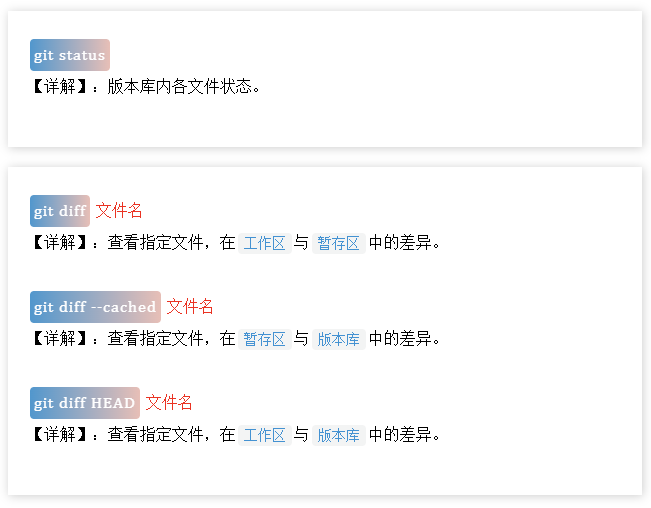 git status
【详解】：版本库内各文件状态。
git diff 文件名
【详解】：查看指定文件，在 工作区 与 暂存区 中的差异。
git diff --cached 文件名
【详解】：查看指定文件，在 暂存区 与 版本库 中的差异。
git diff HEAD 文件名
【详解】：查看指定文件，在 工作区 与 版本库 中的差异。